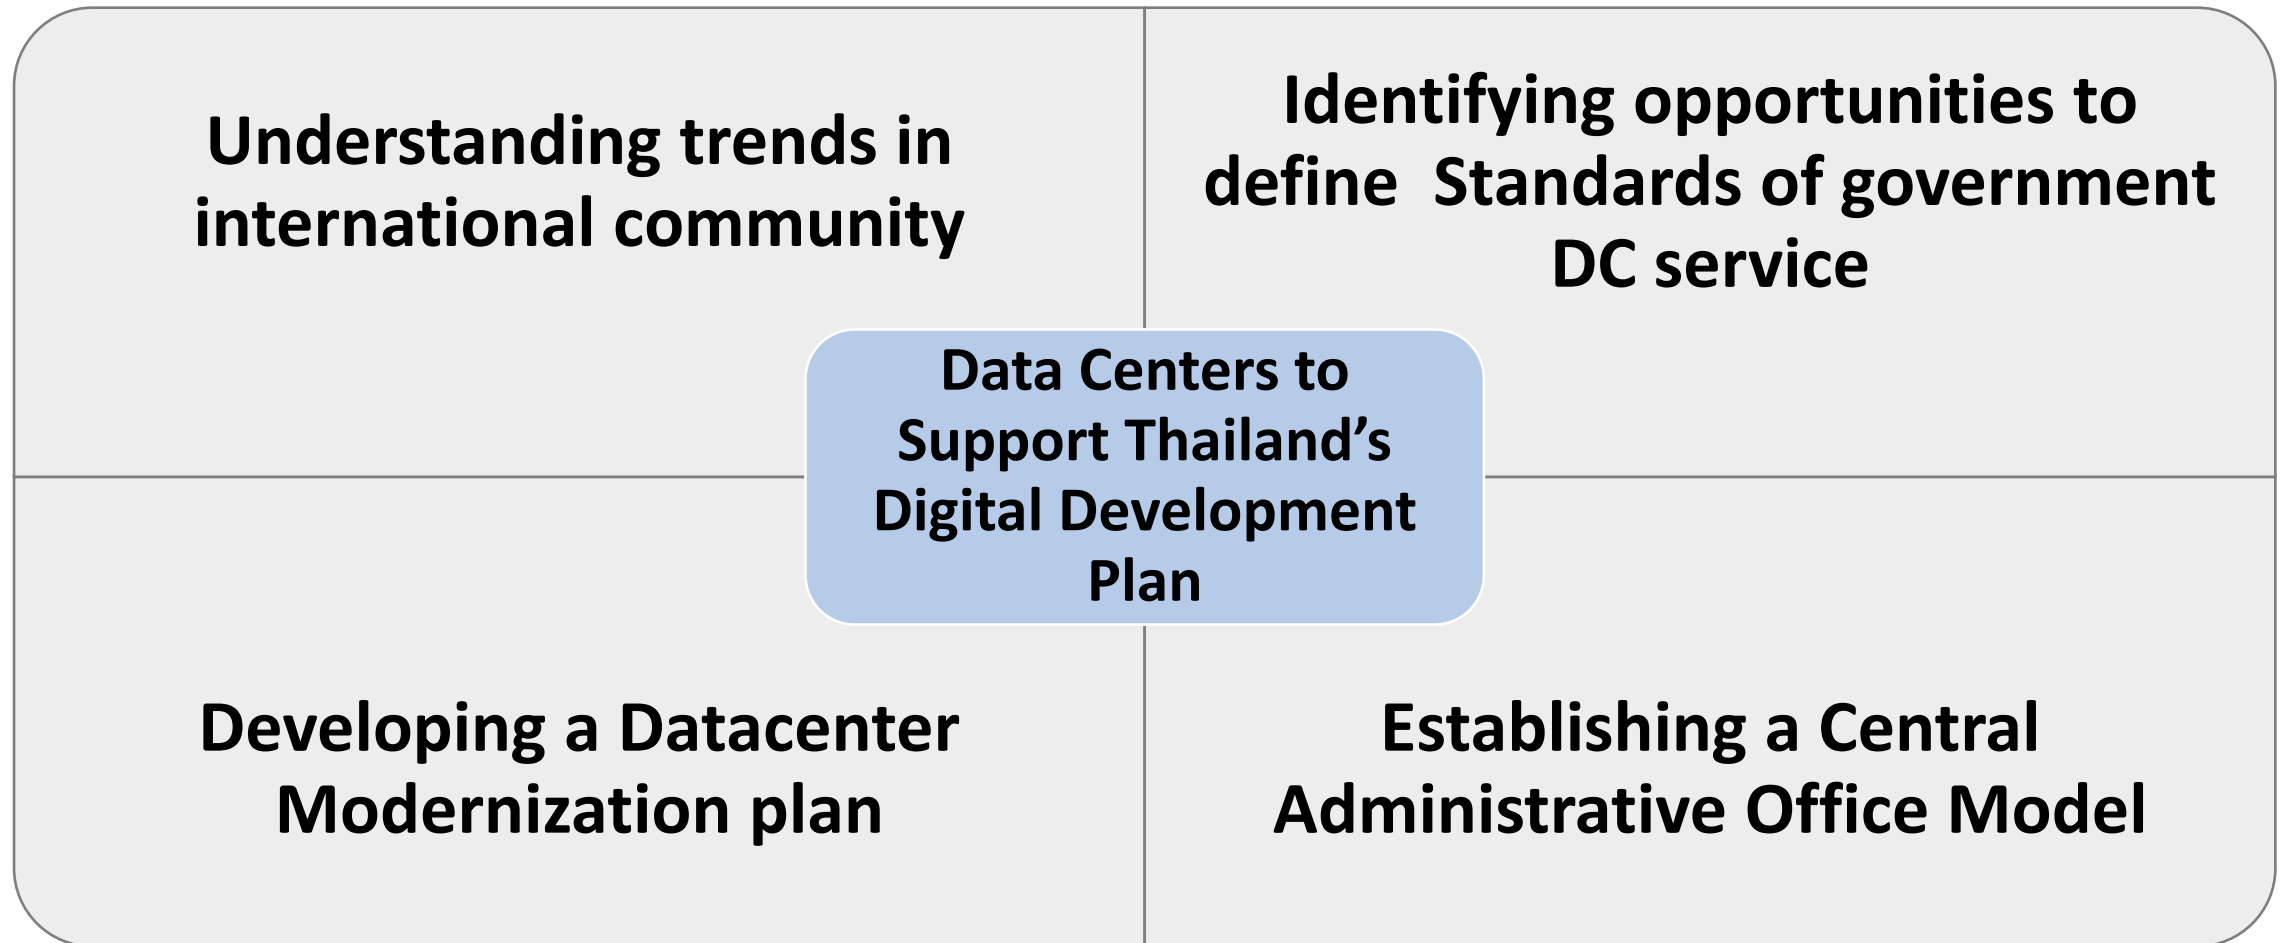 Understanding trends in
international community
Identifying opportunities to
define  Standards of government
DC service
Data Centers to
Support Thailand’s
Digital Development
Plan
Developing a Datacenter
Modernization plan
Establishing a Central
Administrative Office Model